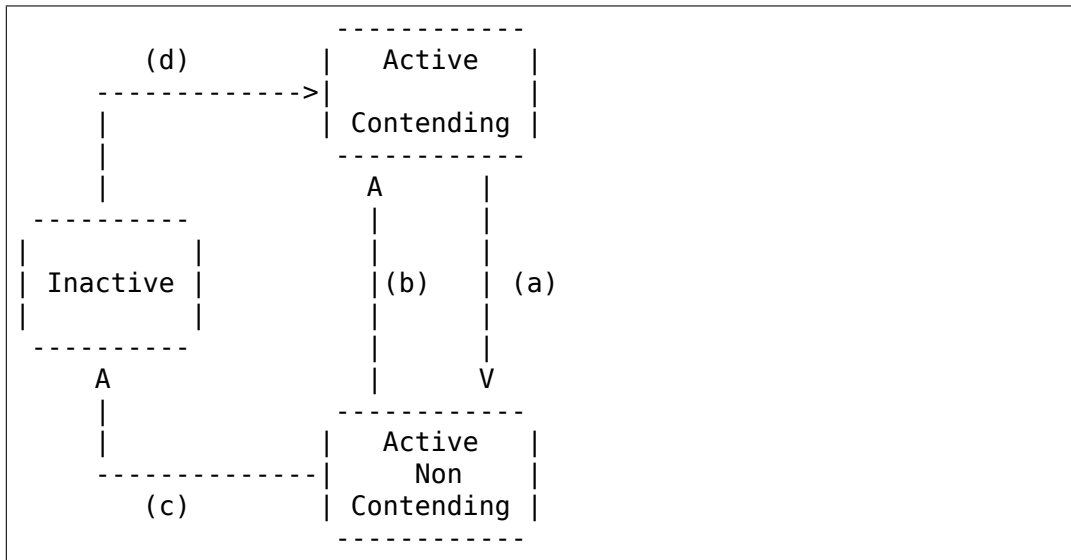 (d) Active
Contending
Inactive (b) (a)
Active
Non
(c) Contending